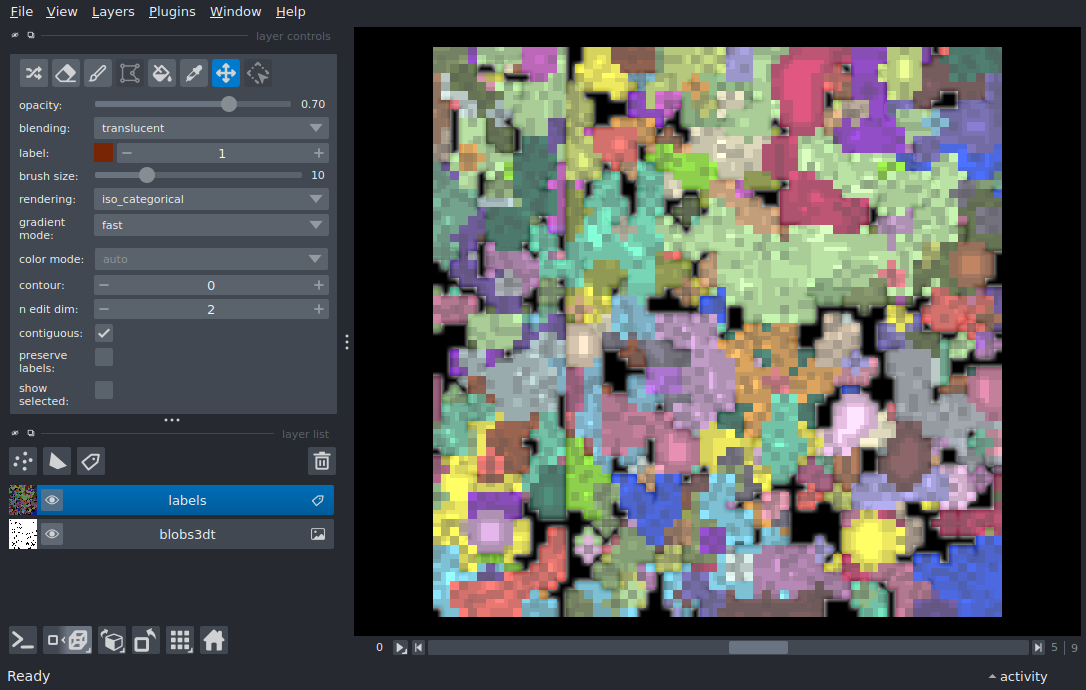 File View Layers Plugins Window Help
layer controls
opacity: 0.70
blending: translucent
label: 1
brush size: 10
rendering: iso_categorical
gradient
mode: fast
color mode: auto
contour: 0
n edit dim: 2
contiguous:
preserve
labels:
show
selected:
layer list
labels
blobs3dt
0 5 | 9
Ready activity